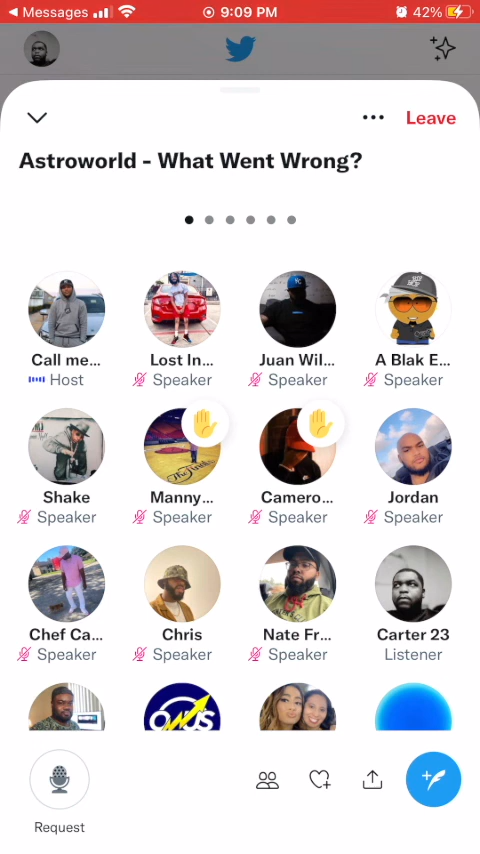 Messages 9:09 PM 42%
Leave
Astroworld - What Went Wrong?
Call me... Lost In... Juan Wil... A Blak E...
Host Speaker Speaker Speaker
Shake Manny... Camero... Jordan
Speaker Speaker Speaker Speaker
Chef Ca... Chris Nate Fr... Carter 23
Speaker Speaker Speaker Listener
Request